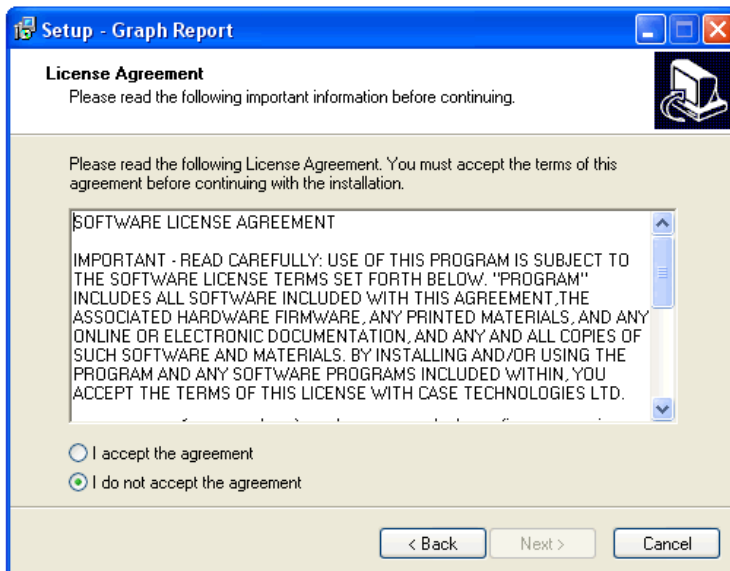 Setup - Graph Report
License Agreement
Please read the following important information before continuing.
Please read the following License Agreement. You must accept the terms of this
agreement before continuing with the installation.
SOFTWARE LICENSE AGREEMENT
IMPORTANT - READ CAREFULLY: USE OF THIS PROGRAM IS SUBJECT TO
THE SOFTWARE LICENSE TERMS SET FORTH BELOW. "PROGRAM"
INCLUDES ALL SOFTWARE INCLUDED WITH THIS AGREEMENT,THE
ASSOCIATED HARDWARE FIRMWARE, ANY PRINTED MATERIALS, AND ANY
ONLINE OR ELECTRONIC DOCUMENTATION, AND ANY AND ALL COPIES OF
SUCH SOFTWARE AND MATERIALS. BY INSTALLING AND/OR USING THE
PROGRAM AND ANY SOFTWARE PROGRAMS INCLUDED WITHIN, YOU
ACCEPT THE TERMS OF THIS LICENSE WITH CASE TECHNOLOGIES LTD.
I accept the agreement
I do not accept the agreement
< Back
Next >
Cancel